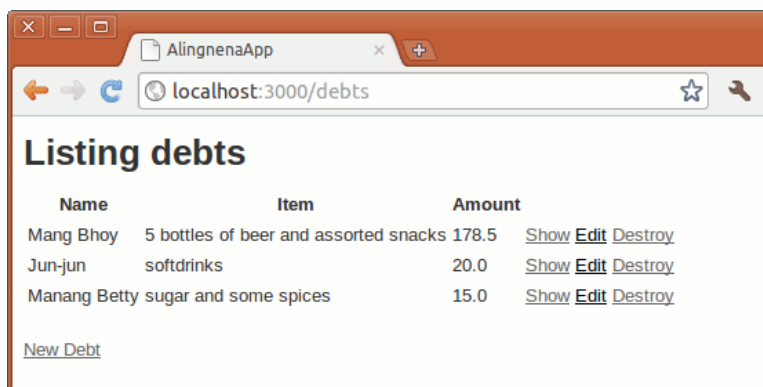 AlingnenaApp
localhost:3000/debts
Listing debts
Name Item Amount
Mang Bhoy 5 bottles of beer and assorted snacks 178.5 Show Edit Destroy
Jun-jun softdrinks 20.0 Show Edit Destroy
Manang Betty sugar and some spices 15.0 Show Edit Destroy
New Debt